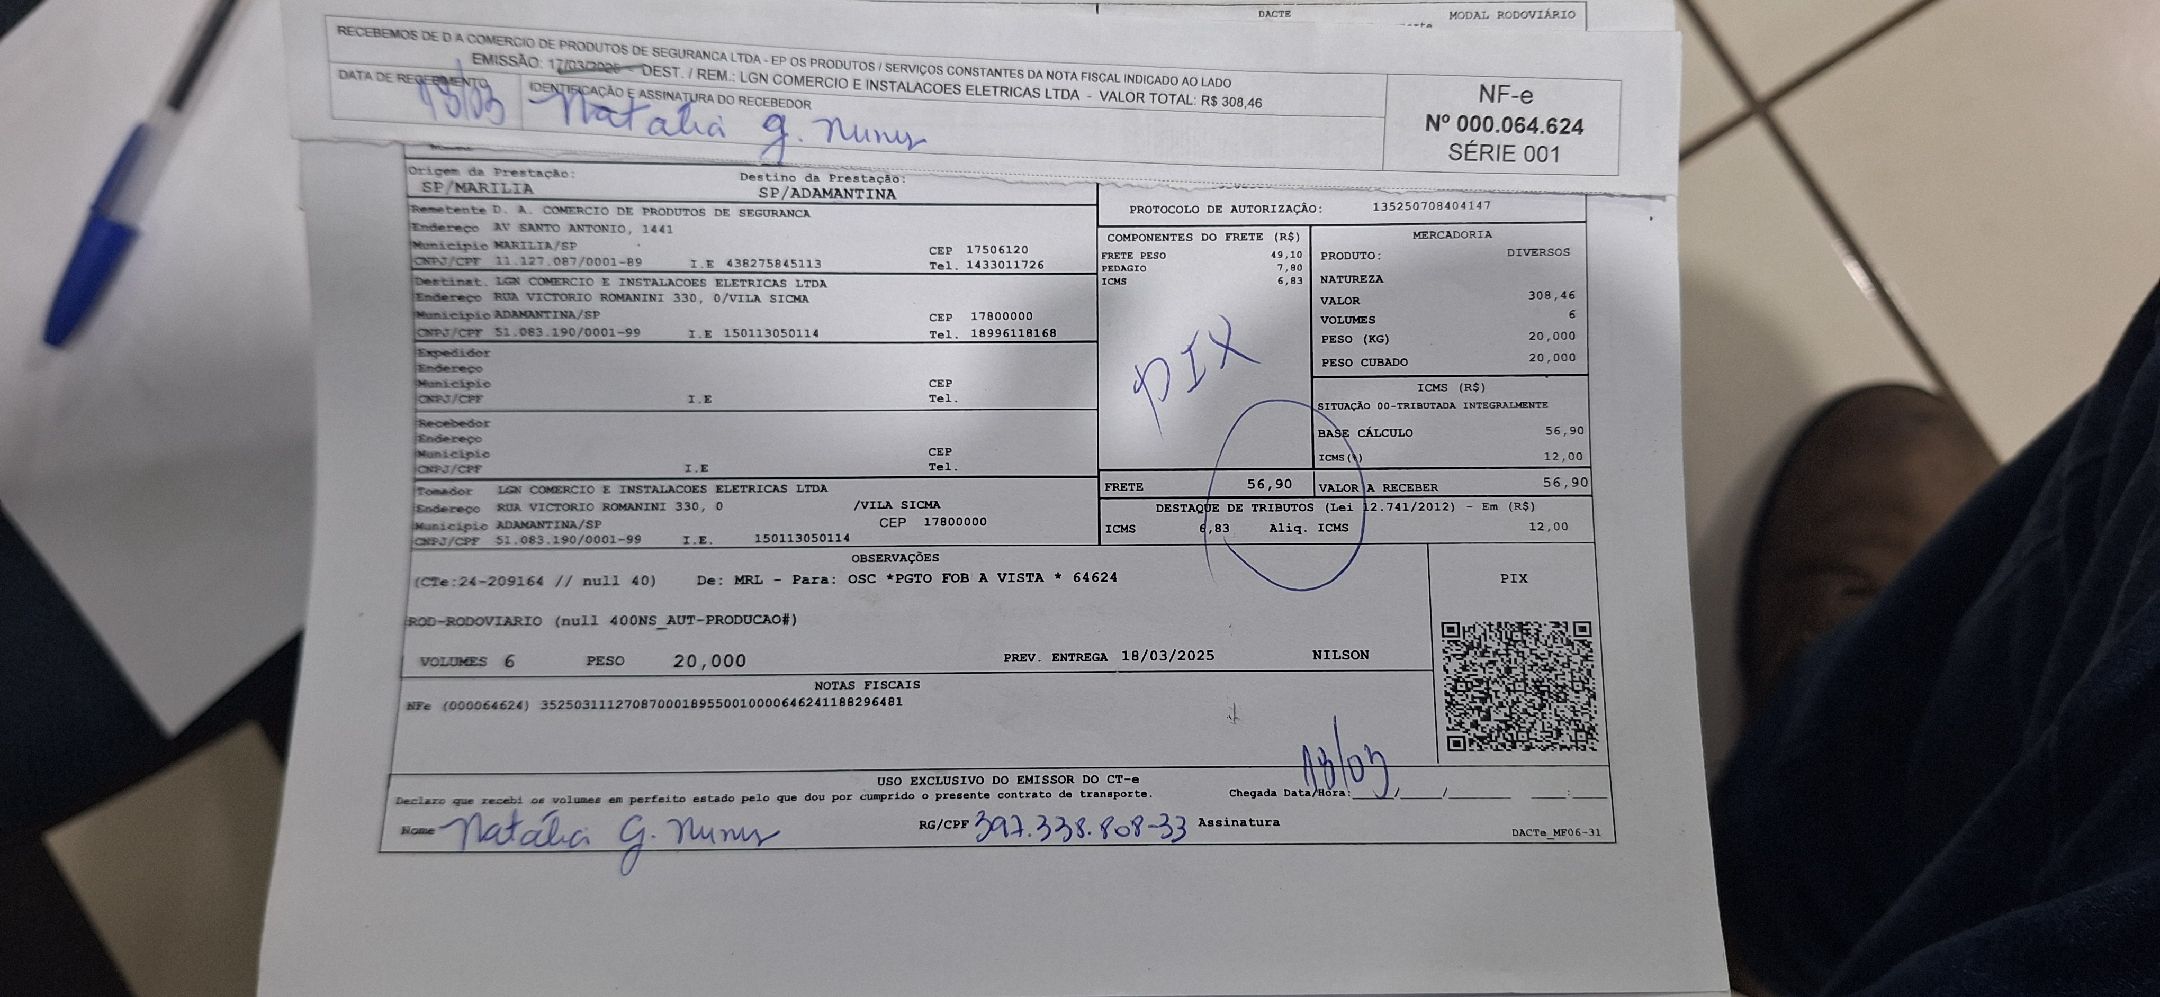 DACTE
MODAL RODOVIÁRIO
RECEBEMOS DE D A COMERCIO DE PRODUTOS DE SEGURANCA LTDA - EP OS PRODUTOS / SERVIÇOS CONSTANTES DA NOTA FISCAL INDICADO AO LADO
EMISSÃO: 17/03/2025 - DEST. / REM.: LGN COMERCIO E INSTALACOES ELETRICAS LTDA - VALOR TOTAL: R$ 308,46
DATA DE RECEBIMENTO
IDENTIFICAÇÃO E ASSINATURA DO RECEBEDOR
18/03 Natalia G. Nunes
NF-e
Nº 000.064.624
SÉRIE 001
Origem da Prestação: Destino da Prestação:
SP/MARILIA SP/ADAMANTINA
Remetente D. A. COMERCIO DE PRODUTOS DE SEGURANCA
Endereço AV SANTO ANTONIO, 1441
Município MARILIA/SP CEP 17506120
CNPJ/CPF 11.127.087/0001-89 I.E 438275845113 Tel. 1433011726
Destinat. LGN COMERCIO E INSTALACOES ELETRICAS LTDA
Endereço RUA VICTORIO ROMANINI 330, 0/VILA SICMA
Município ADAMANTINA/SP CEP 17800000
CNPJ/CPF 51.083.190/0001-99 I.E 150113050114 Tel. 18996118168
Expedidor
Endereço
Município CEP
CNPJ/CPF I.E Tel.
Recebedor
Endereço
Município CEP
CNPJ/CPF I.E Tel.
Tomador LGN COMERCIO E INSTALACOES ELETRICAS LTDA
Endereço RUA VICTORIO ROMANINI 330, 0 /VILA SICMA
Município ADAMANTINA/SP CEP 17800000
CNPJ/CPF 51.083.190/0001-99 I.E. 150113050114
PROTOCOLO DE AUTORIZAÇÃO: 135250708404147
COMPONENTES DO FRETE (R$)
FRETE PESO 49,10
PEDAGIO 7,80
ICMS 6,83
PIX
FRETE 56,90
MERCADORIA
PRODUTO: DIVERSOS
NATUREZA
VALOR 308,46
VOLUMES 6
PESO (KG) 20,000
PESO CUBADO 20,000
ICMS (R$)
SITUAÇÃO 00-TRIBUTADA INTEGRALMENTE
BASE CÁLCULO 56,90
ICMS(%) 12,00
VALOR A RECEBER 56,90
DESTAQUE DE TRIBUTOS (Lei 12.741/2012) - Em (R$)
ICMS 6,83 Aliq. ICMS 12,00
OBSERVAÇÕES
(CTe:24-209164 // null 40) De: MRL - Para: OSC *PGTO FOB A VISTA * 64624
ROD-RODOVIARIO (null 400NS_AUT-PRODUCAO#)
VOLUMES 6 PESO 20,000 PREV. ENTREGA 18/03/2025 NILSON
PIX
NOTAS FISCAIS
NFe (000064624) 35250311127087000189550010000646241188296481
USO EXCLUSIVO DO EMISSOR DO CT-e
18/03
Declaro que recebi os volumes em perfeito estado pelo que dou por cumprido o presente contrato de transporte. Chegada Data/Hora:____/____/______ ___:___
Nome Natália G. Nunes RG/CPF 397.338.808-33 Assinatura
DACTe_MF06-31